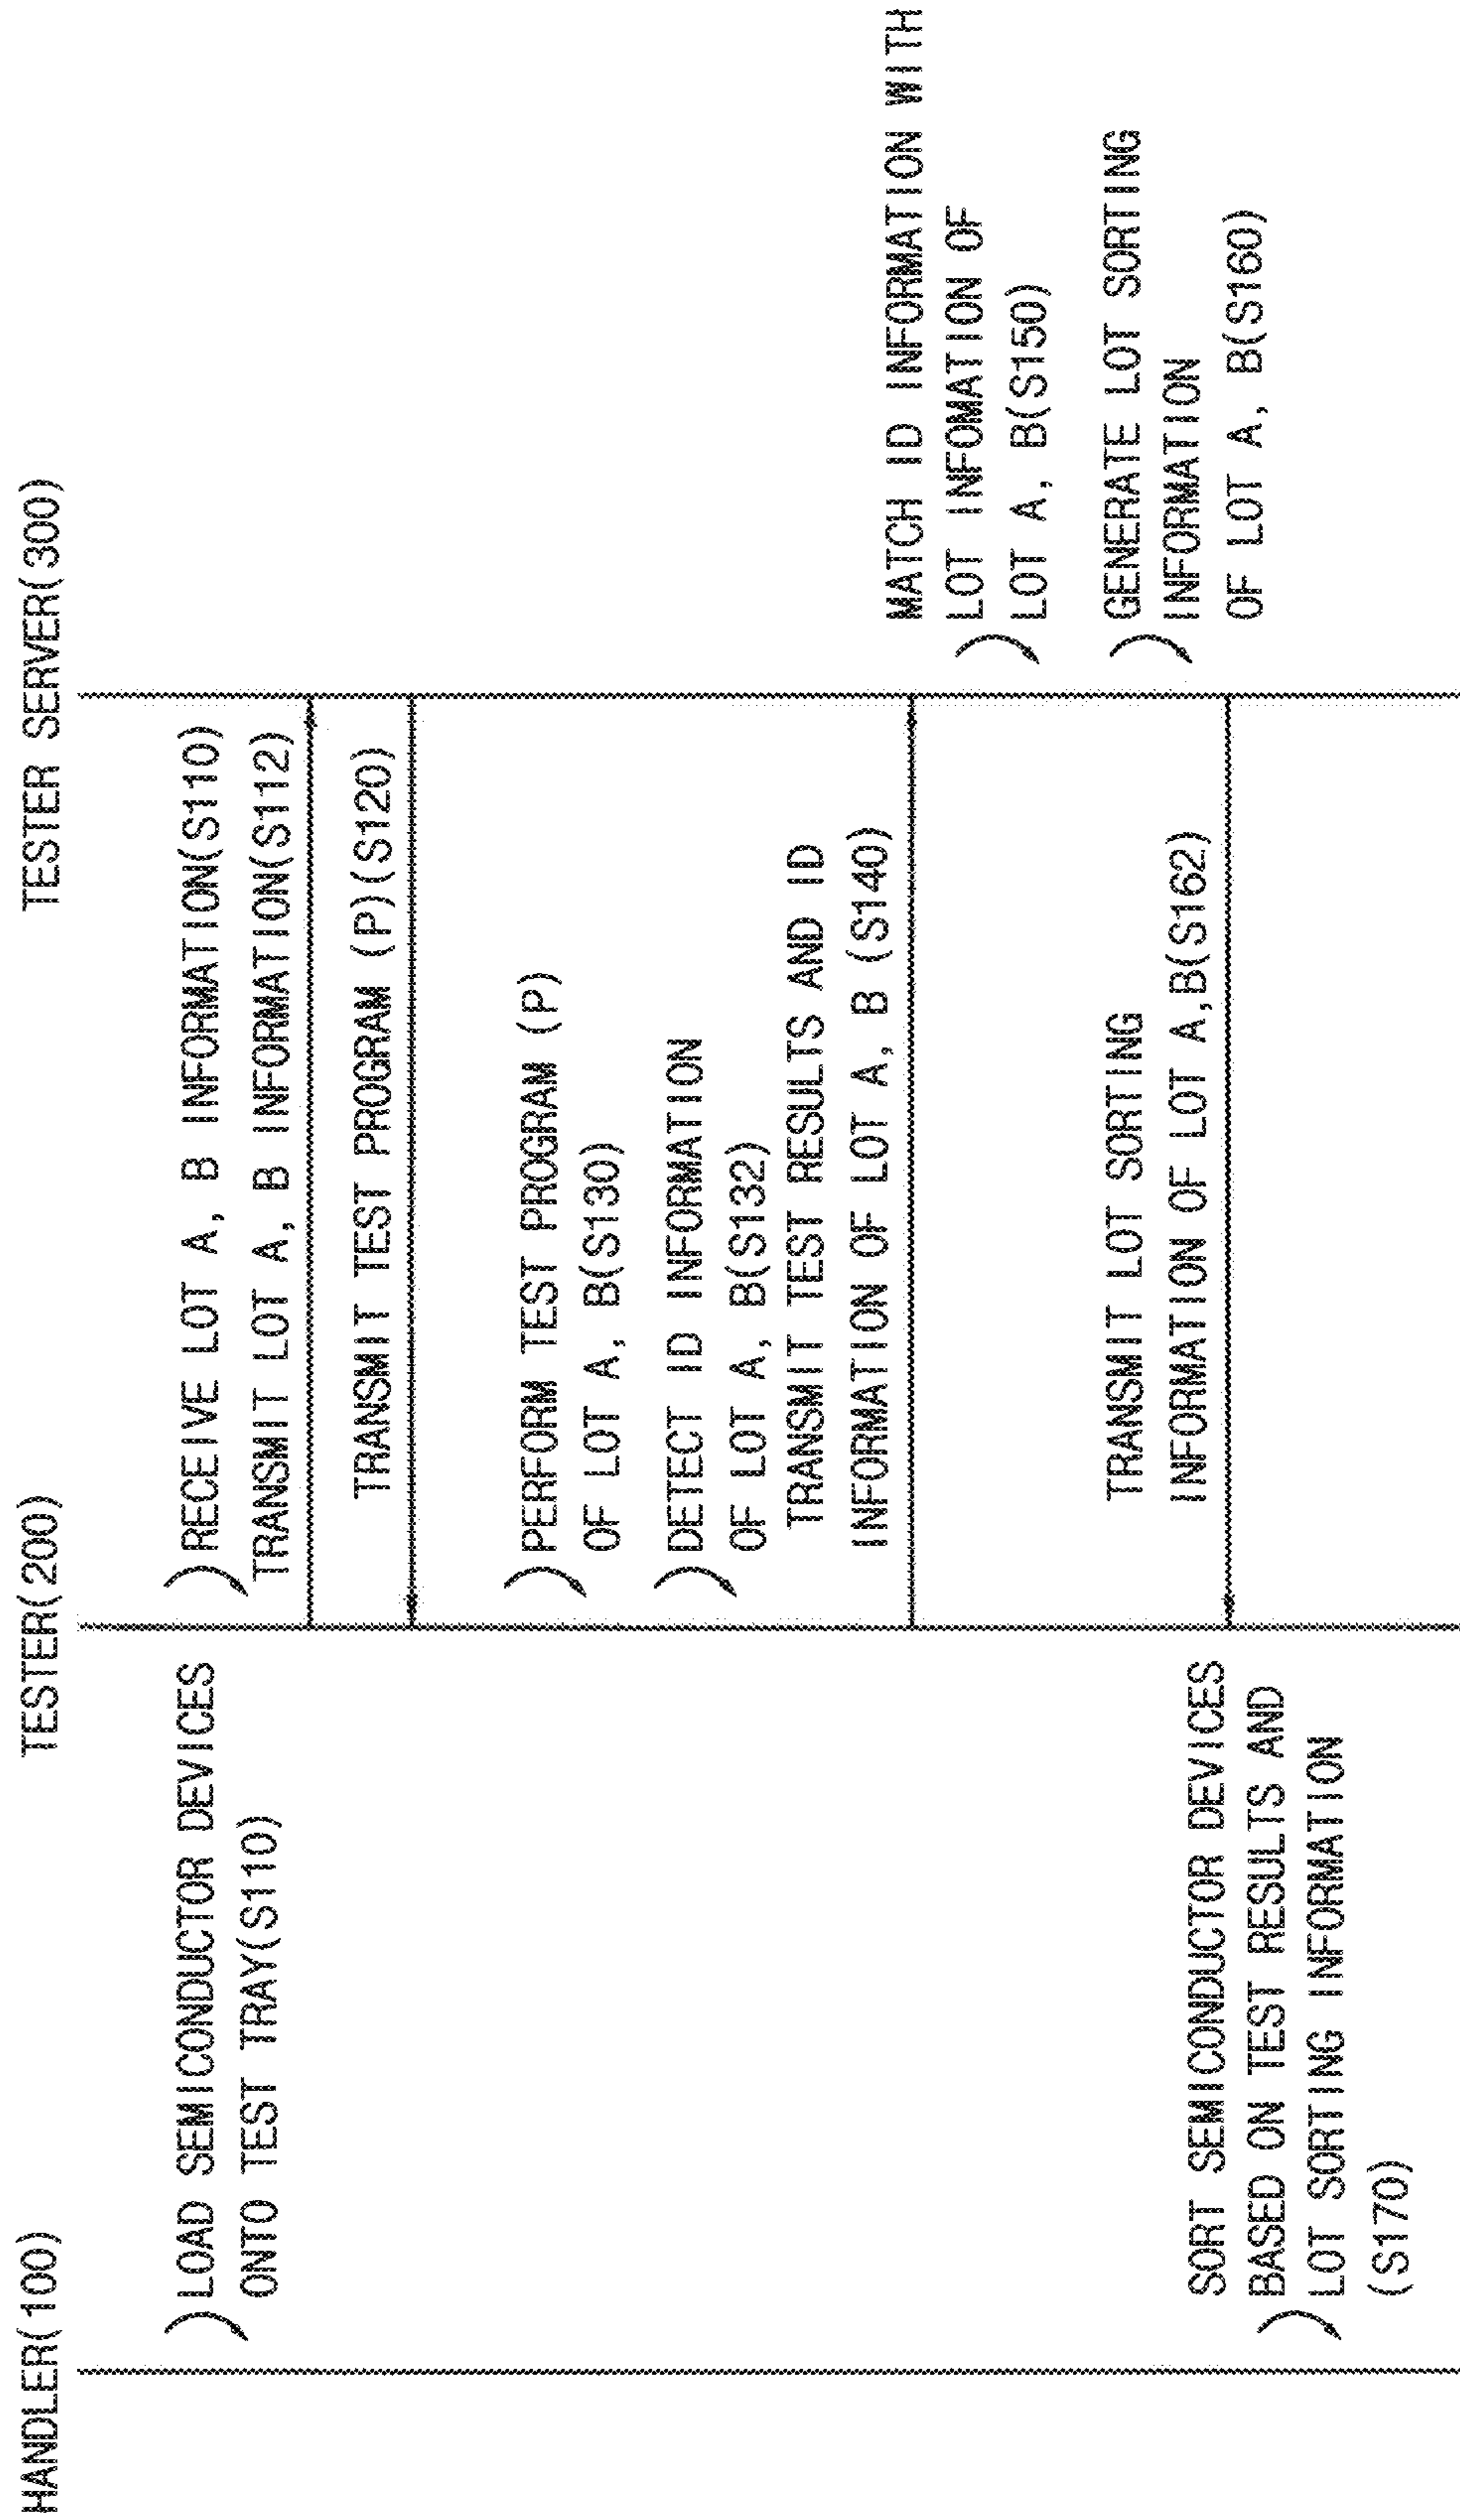 HANDLER(100)
TESTER(200)
TESTER SERVER(300)
LOAD SEMICONDUCTOR DEVICES
ONTO TEST TRAY(S110)
RECEIVE LOT A, B INFORMATION(S110)
TRANSMIT LOT A, B INFORMATION(S112)
TRANSMIT TEST PROGRAM (P)(S120)
PERFORM TEST PROGRAM (P)
OF LOT A, B(S130)
DETECT ID INFORMATION
OF LOT A, B(S132)
TRANSMIT TEST RESULTS AND ID
INFORMATION OF LOT A, B (S140)
MATCH ID INFORMATION WITH
LOT INFOMATION OF
LOT A, B(S150)
GENERATE LOT SORTING
INFORMATION
OF LOT A, B(S160)
TRANSMIT LOT SORTING
INFORMATION OF LOT A,B(S162)
SORT SEMICONDUCTOR DEVICES
BASED ON TEST RESULTS AND
LOT SORTING INFORMATION
(S170)